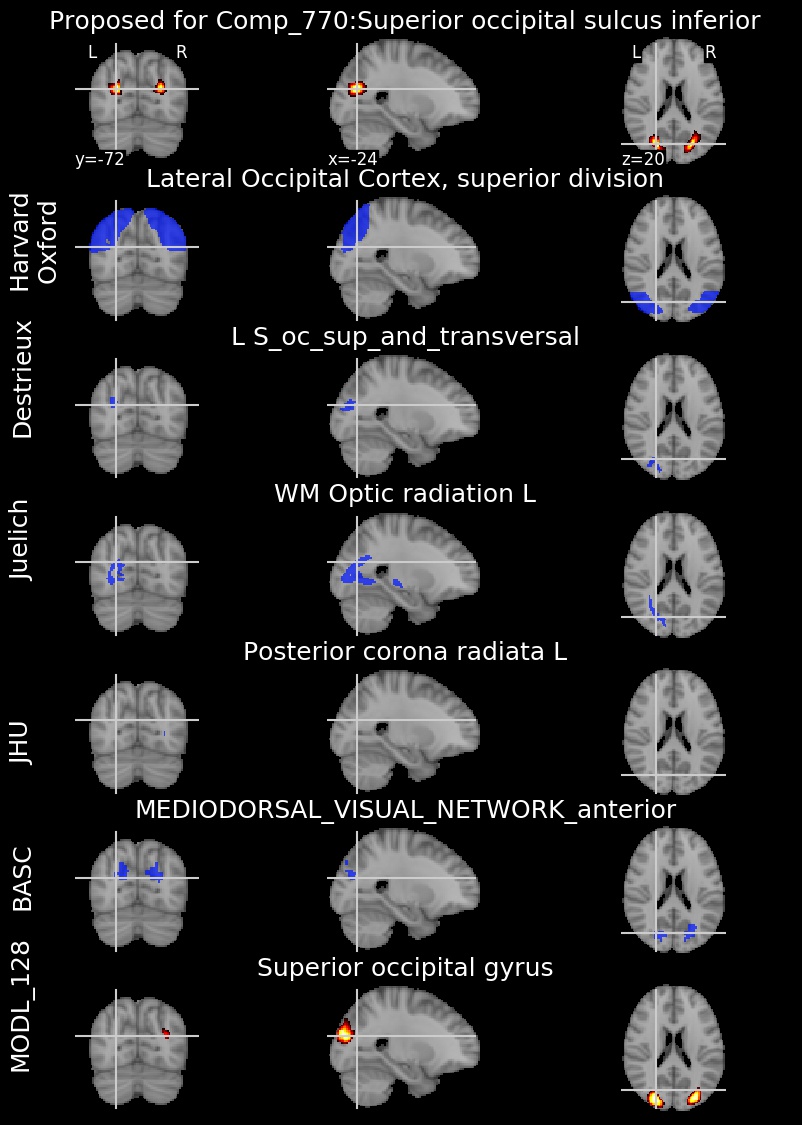 Proposed for Comp_770:Superior occipital sulcus inferior
L R L R
y=-72 x=-24 z=20
Lateral Occipital Cortex, superior division
Harvard
Oxford
L S_oc_sup_and_transversal
Destrieux
WM Optic radiation L
Juelich
Posterior corona radiata L
JHU
MEDIODORSAL_VISUAL_NETWORK_anterior
BASC
Superior occipital gyrus
MODL_128